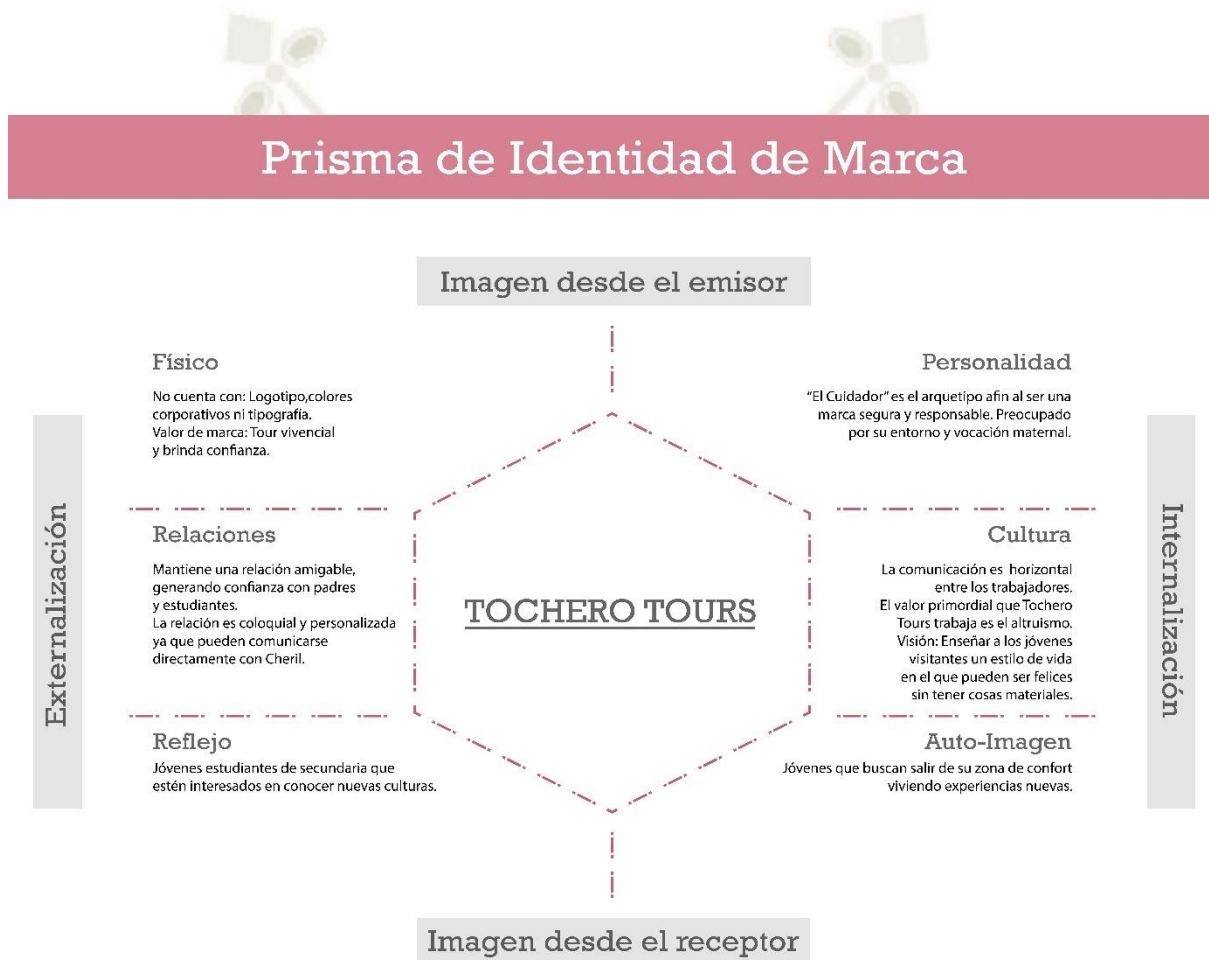 Prisma de Identidad de Marca
Imagen desde el emisor
Externalización
Físico
No cuenta con: Logotipo,colores
corporativos ni tipografía.
Valor de marca: Tour vivencial
y brinda confianza.
Relaciones
Mantiene una relación amigable,
generando confianza con padres
y estudiantes.
La relación es coloquial y personalizada
ya que pueden comunicarse
directamente con Cheril.
Reflejo
Jóvenes estudiantes de secundaria que
estén interesados en conocer nuevas culturas.
TOCHERO TOURS
Personalidad
"El Cuidador" es el arquetipo afin al ser una
marca segura y responsable. Preocupado
por su entorno y vocación maternal.
Cultura
La comunicación es horizontal
entre los trabajadores.
El valor primordial que Tochero
Tours trabaja es el altruismo.
Visión: Enseñar a los jóvenes
visitantes un estilo de vida
en el que pueden ser felices
sin tener cosas materiales.
Auto-Imagen
Jóvenes que buscan salir de su zona de confort
viviendo experiencias nuevas.
Internalización
Imagen desde el receptor